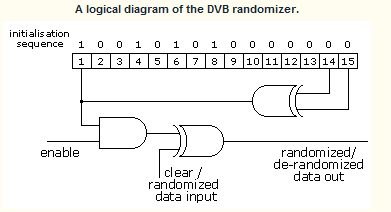 A logical diagram of the DVB randomizer.
initialisation
sequence
1 0 0 1 0 1 0 1 0 0 0 0 0 0 0
1 2 3 4 5 6 7 8 9 10 11 12 13 14 15
enable
clear /
randomized
data input
randomized/
de-randomized
data out